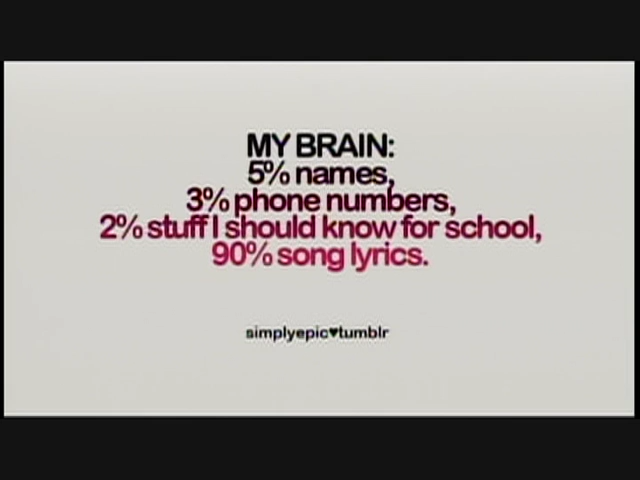 MY BRAIN:
5% names,
3% phone numbers,
2% stuff I should know for school,
90% song lyrics.
simplyepic♥tumblr